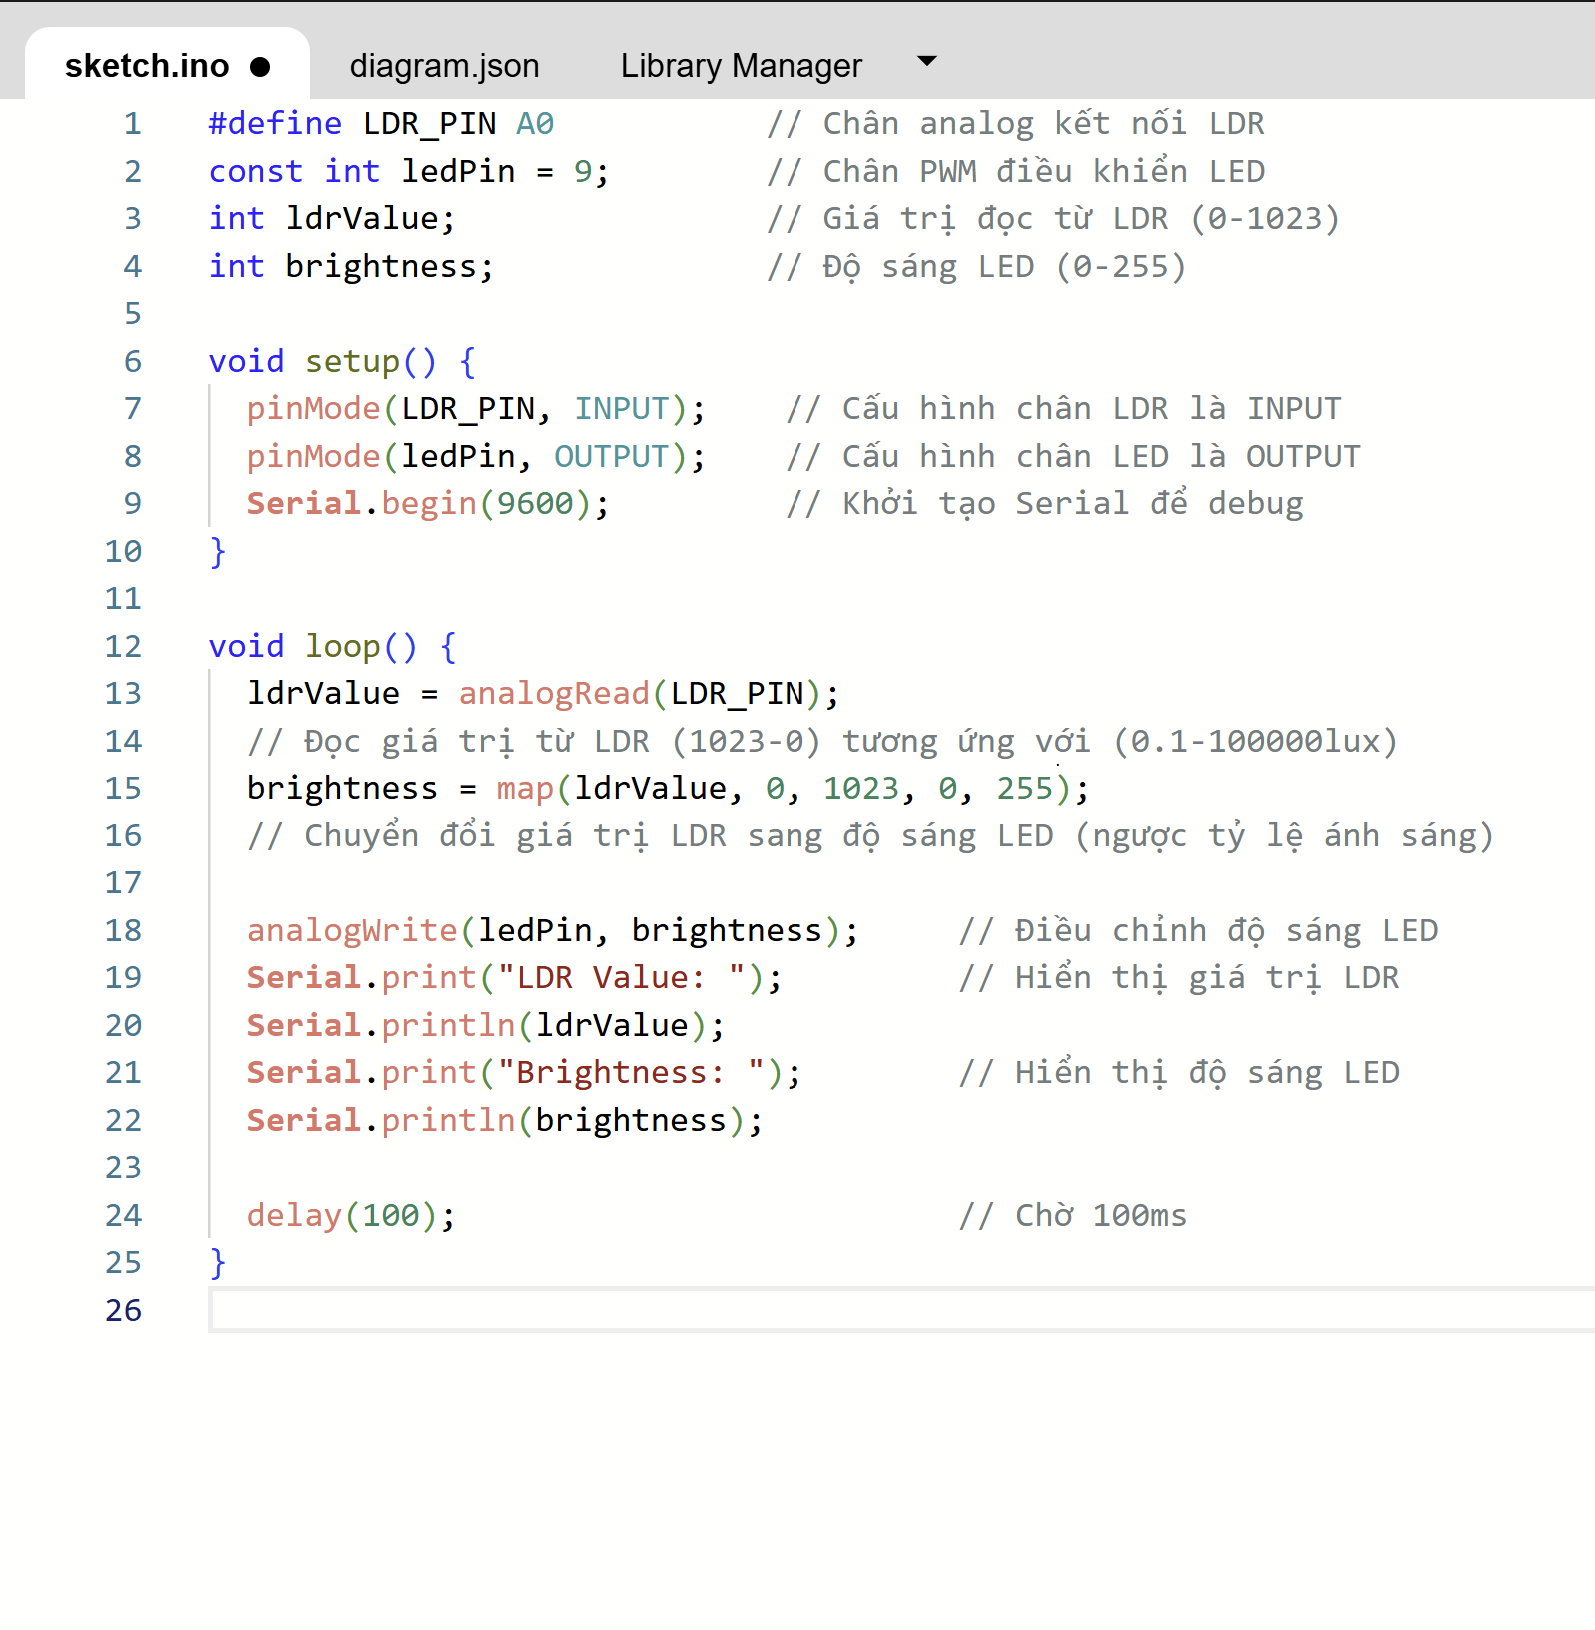 sketch.ino ● diagram.json Library Manager
1 #define LDR_PIN A0 // Chân analog kết nối LDR
2 const int ledPin = 9; // Chân PWM điều khiển LED
3 int ldrValue; // Giá trị đọc từ LDR (0-1023)
4 int brightness; // Độ sáng LED (0-255)
5
6 void setup() {
7 pinMode(LDR_PIN, INPUT); // Cấu hình chân LDR là INPUT
8 pinMode(ledPin, OUTPUT); // Cấu hình chân LED là OUTPUT
9 Serial.begin(9600); // Khởi tạo Serial để debug
10 }
11
12 void loop() {
13 ldrValue = analogRead(LDR_PIN);
14 // Đọc giá trị từ LDR (1023-0) tương ứng với (0.1-100000lux)
15 brightness = map(ldrValue, 0, 1023, 0, 255);
16 // Chuyển đổi giá trị LDR sang độ sáng LED (ngược tỷ lệ ánh sáng)
17
18 analogWrite(ledPin, brightness); // Điều chỉnh độ sáng LED
19 Serial.print("LDR Value: "); // Hiển thị giá trị LDR
20 Serial.println(ldrValue);
21 Serial.print("Brightness: "); // Hiển thị độ sáng LED
22 Serial.println(brightness);
23
24 delay(100); // Chờ 100ms
25 }
26